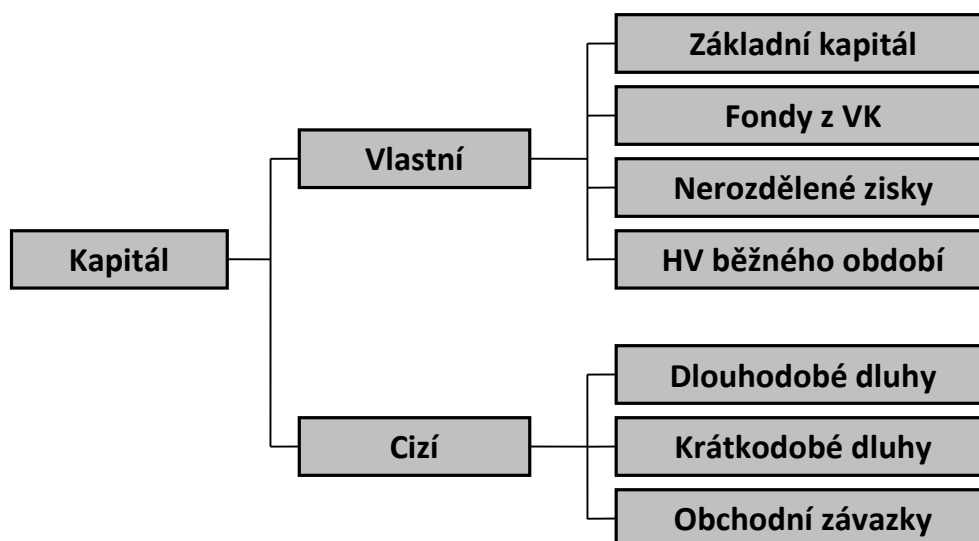 Kapitál
Vlastní
Základní kapitál
Fondy z VK
Nerozdělené zisky
HV běžného období
Cizí
Dlouhodobé dluhy
Krátkodobé dluhy
Obchodní závazky